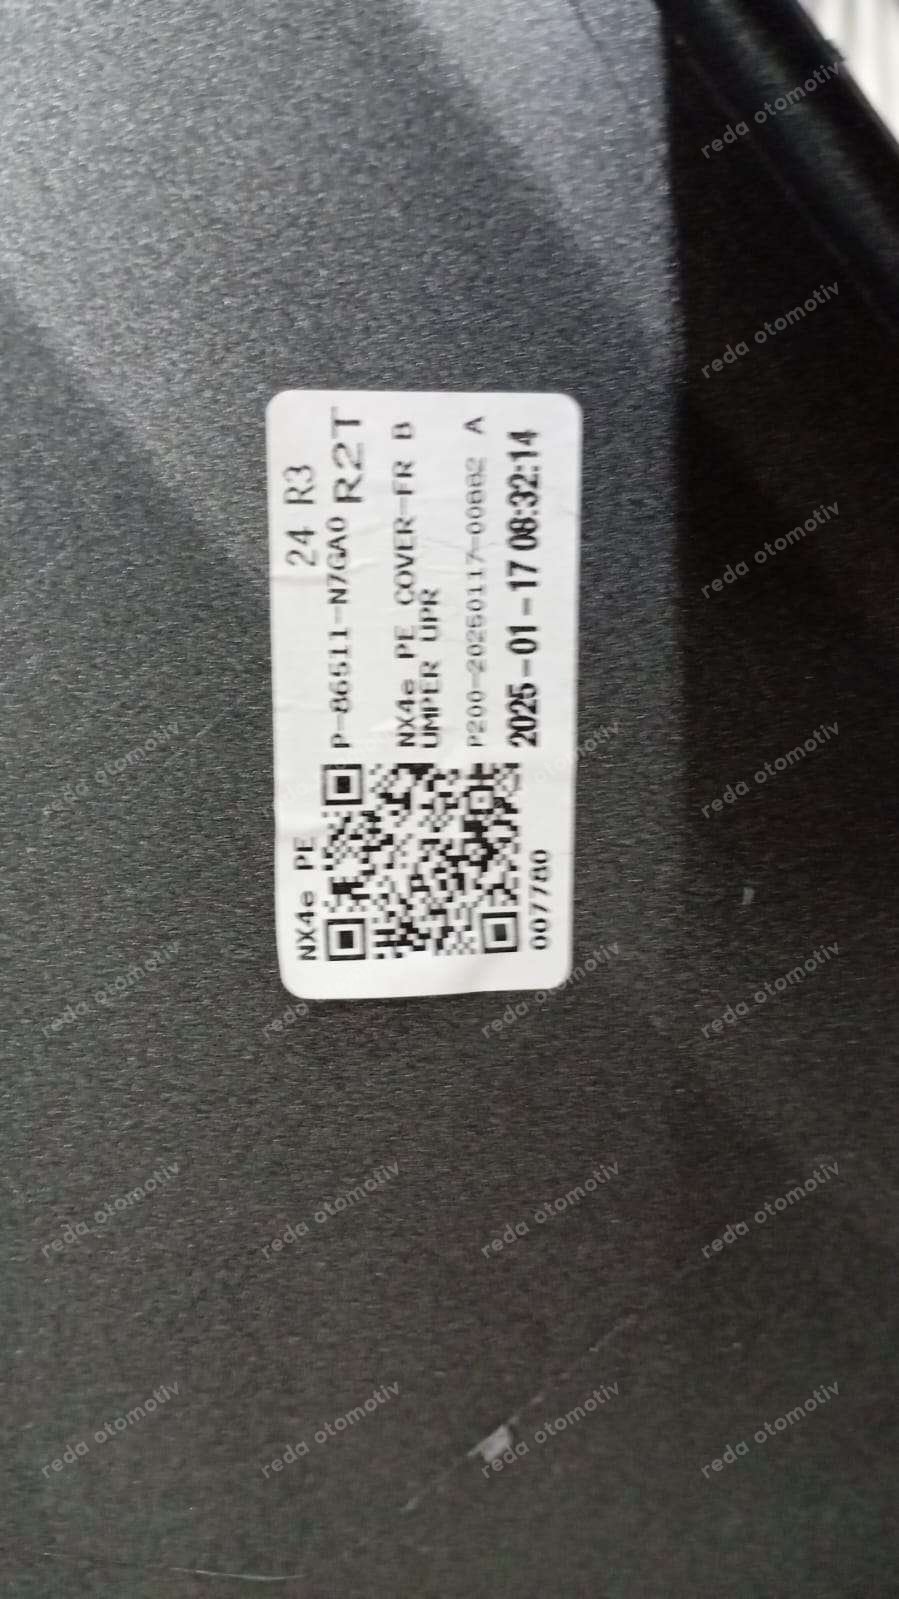 NX4e PE 24 R3
P-86511-N7GA0 R2T
NX4e PE COVER-FR B
UMPER UPR
P200-20250117-00882 A
2025-01-17 08:32:14
007780
reda otomotiv